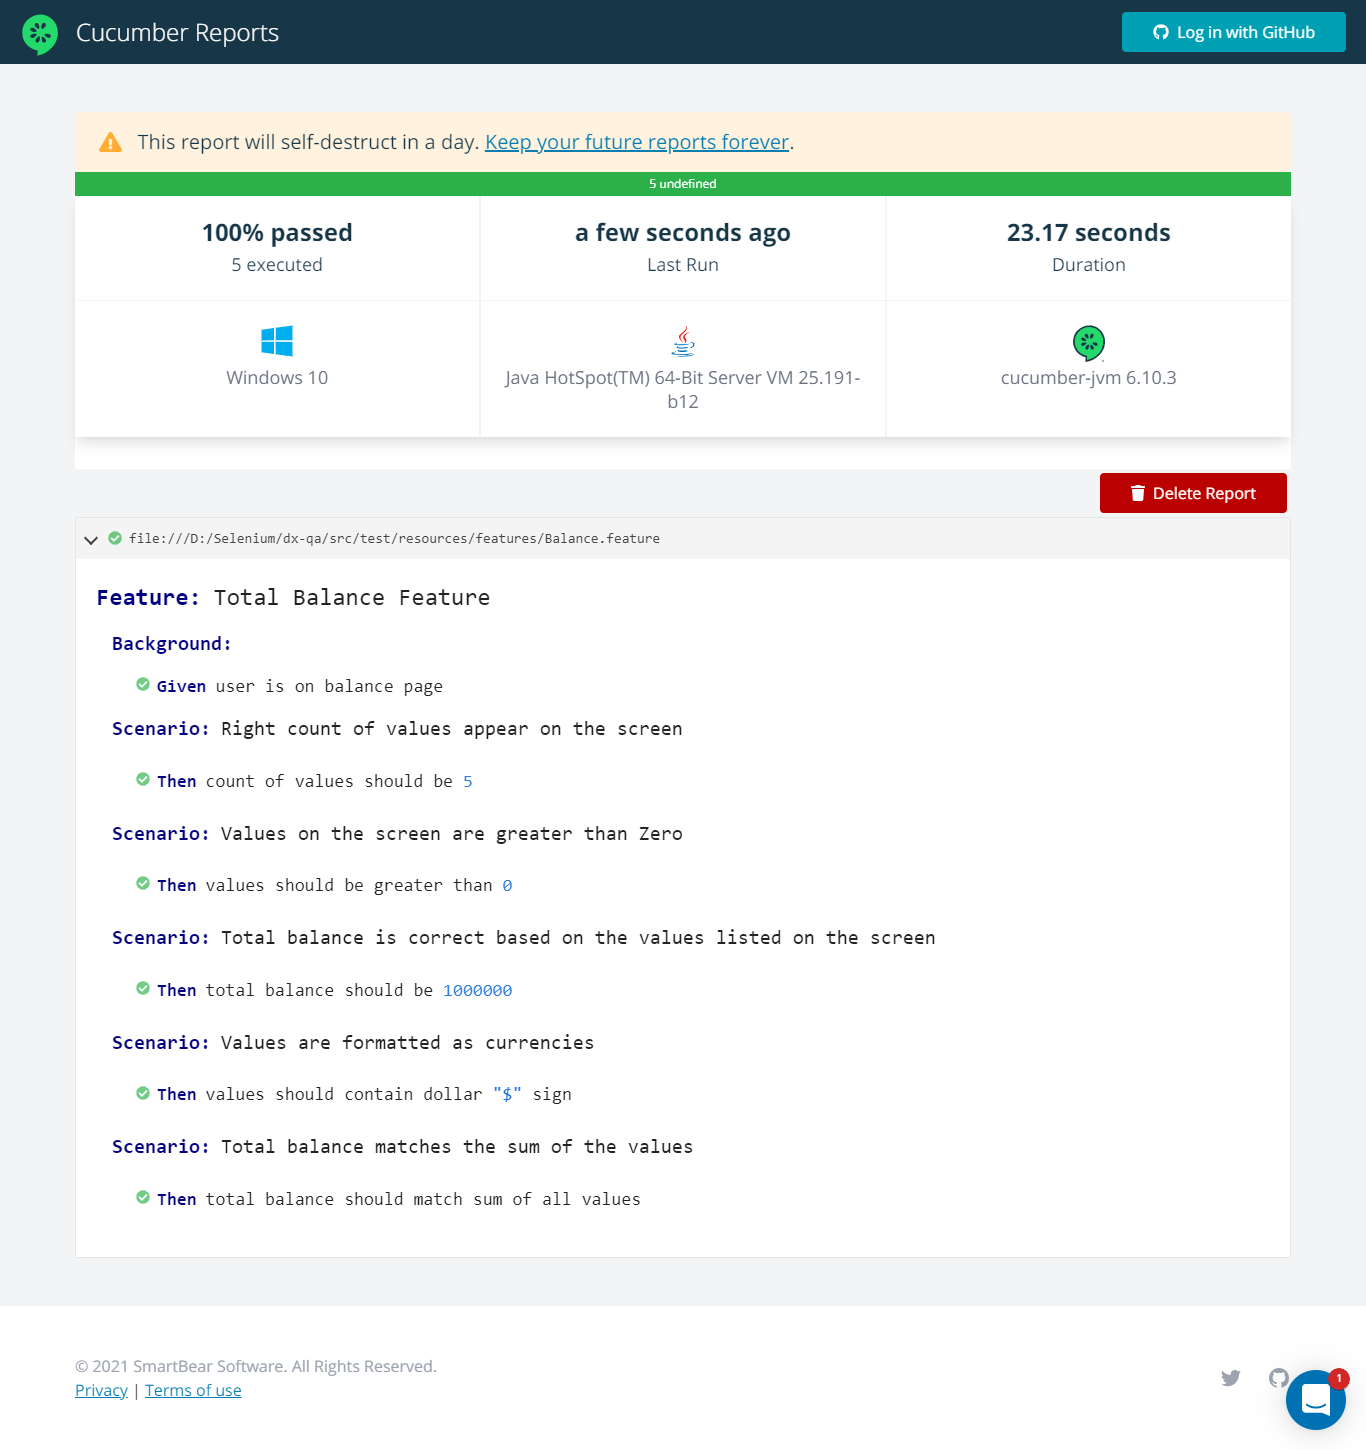 Cucumber Reports
Log in with GitHub
This report will self-destruct in a day. Keep your future reports forever.
5 undefined
100% passed
5 executed
a few seconds ago
Last Run
23.17 seconds
Duration
Windows 10
Java HotSpot(TM) 64-Bit Server VM 25.191-
b12
cucumber-jvm 6.10.3
Delete Report
file:///D:/Selenium/dx-qa/src/test/resources/features/Balance.feature
Feature: Total Balance Feature
Background:
Given user is on balance page
Scenario: Right count of values appear on the screen
Then count of values should be 5
Scenario: Values on the screen are greater than Zero
Then values should be greater than 0
Scenario: Total balance is correct based on the values listed on the screen
Then total balance should be 1000000
Scenario: Values are formatted as currencies
Then values should contain dollar "$" sign
Scenario: Total balance matches the sum of the values
Then total balance should match sum of all values
© 2021 SmartBear Software. All Rights Reserved.
Privacy | Terms of use
1